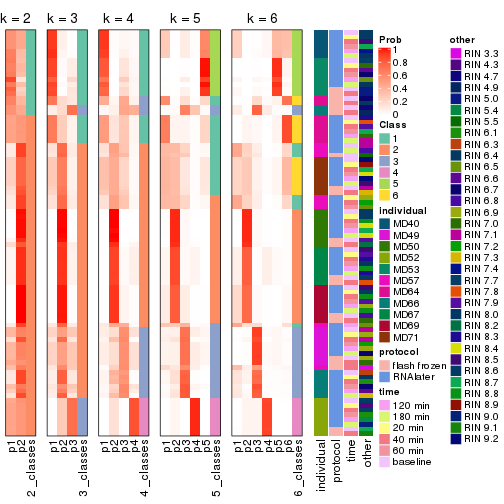 k = 2
k = 3
k = 4
k = 5
k = 6
p1
p2
2_classes
p1
p2
p3
3_classes
p1
p2
p3
p4
4_classes
p1
p2
p3
p4
p5
5_classes
p1
p2
p3
p4
p5
p6
6_classes
individual
protocol
time
other
Prob
1
0.8
0.6
0.4
0.2
0
Class
1
2
3
4
5
6
individual
MD40
MD49
MD50
MD52
MD53
MD57
MD64
MD66
MD67
MD69
MD71
protocol
flash frozen
RNAlater
time
120 min
180 min
20 min
40 min
60 min
baseline
other
RIN 3.3
RIN 4.3
RIN 4.7
RIN 4.9
RIN 5.0
RIN 5.4
RIN 5.5
RIN 6.1
RIN 6.3
RIN 6.4
RIN 6.5
RIN 6.6
RIN 6.7
RIN 6.8
RIN 6.9
RIN 7.0
RIN 7.1
RIN 7.2
RIN 7.3
RIN 7.4
RIN 7.7
RIN 7.8
RIN 7.9
RIN 8.0
RIN 8.2
RIN 8.3
RIN 8.4
RIN 8.5
RIN 8.6
RIN 8.7
RIN 8.8
RIN 8.9
RIN 9.0
RIN 9.1
RIN 9.2